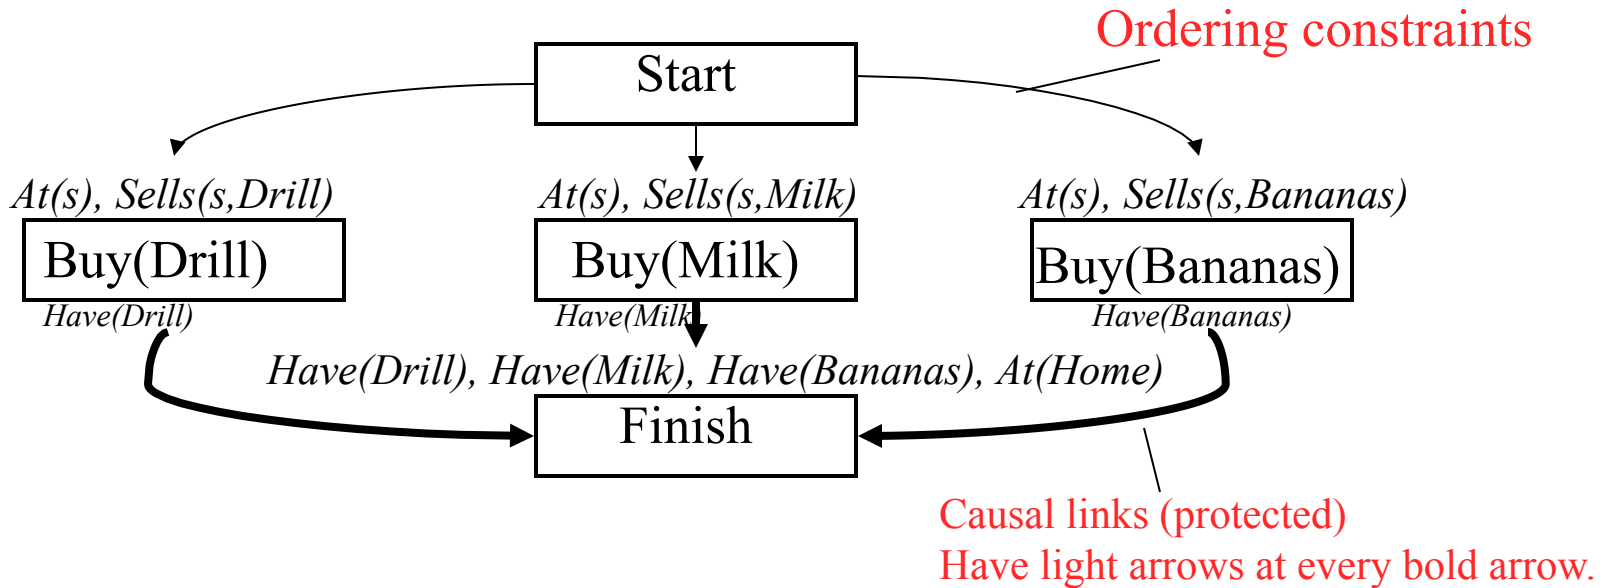 Ordering constraints
Start
At(s), Sells(s,Drill)
At(s), Sells(s,Milk)
At(s), Sells(s,Bananas)
Buy(Drill)
Buy(Milk)
Buy(Bananas)
Have(Drill)
Have(Milk)
Have(Bananas)
Have(Drill), Have(Milk), Have(Bananas), At(Home)
Finish
Causal links (protected)
Have light arrows at every bold arrow.